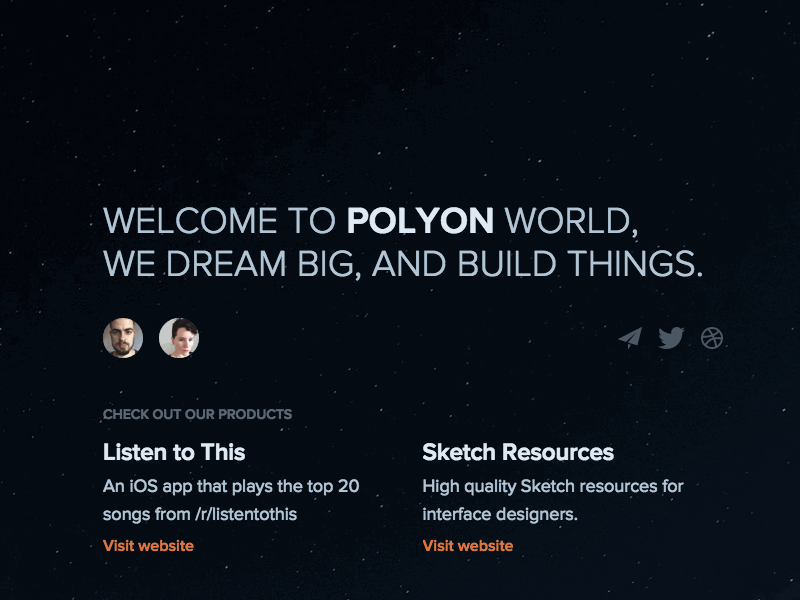 WELCOME TO POLYON WORLD,
WE DREAM BIG, AND BUILD THINGS.
CHECK OUT OUR PRODUCTS
Listen to This
An iOS app that plays the top 20
songs from /r/listentothis
Visit website
Sketch Resources
High quality Sketch resources for
interface designers.
Visit website